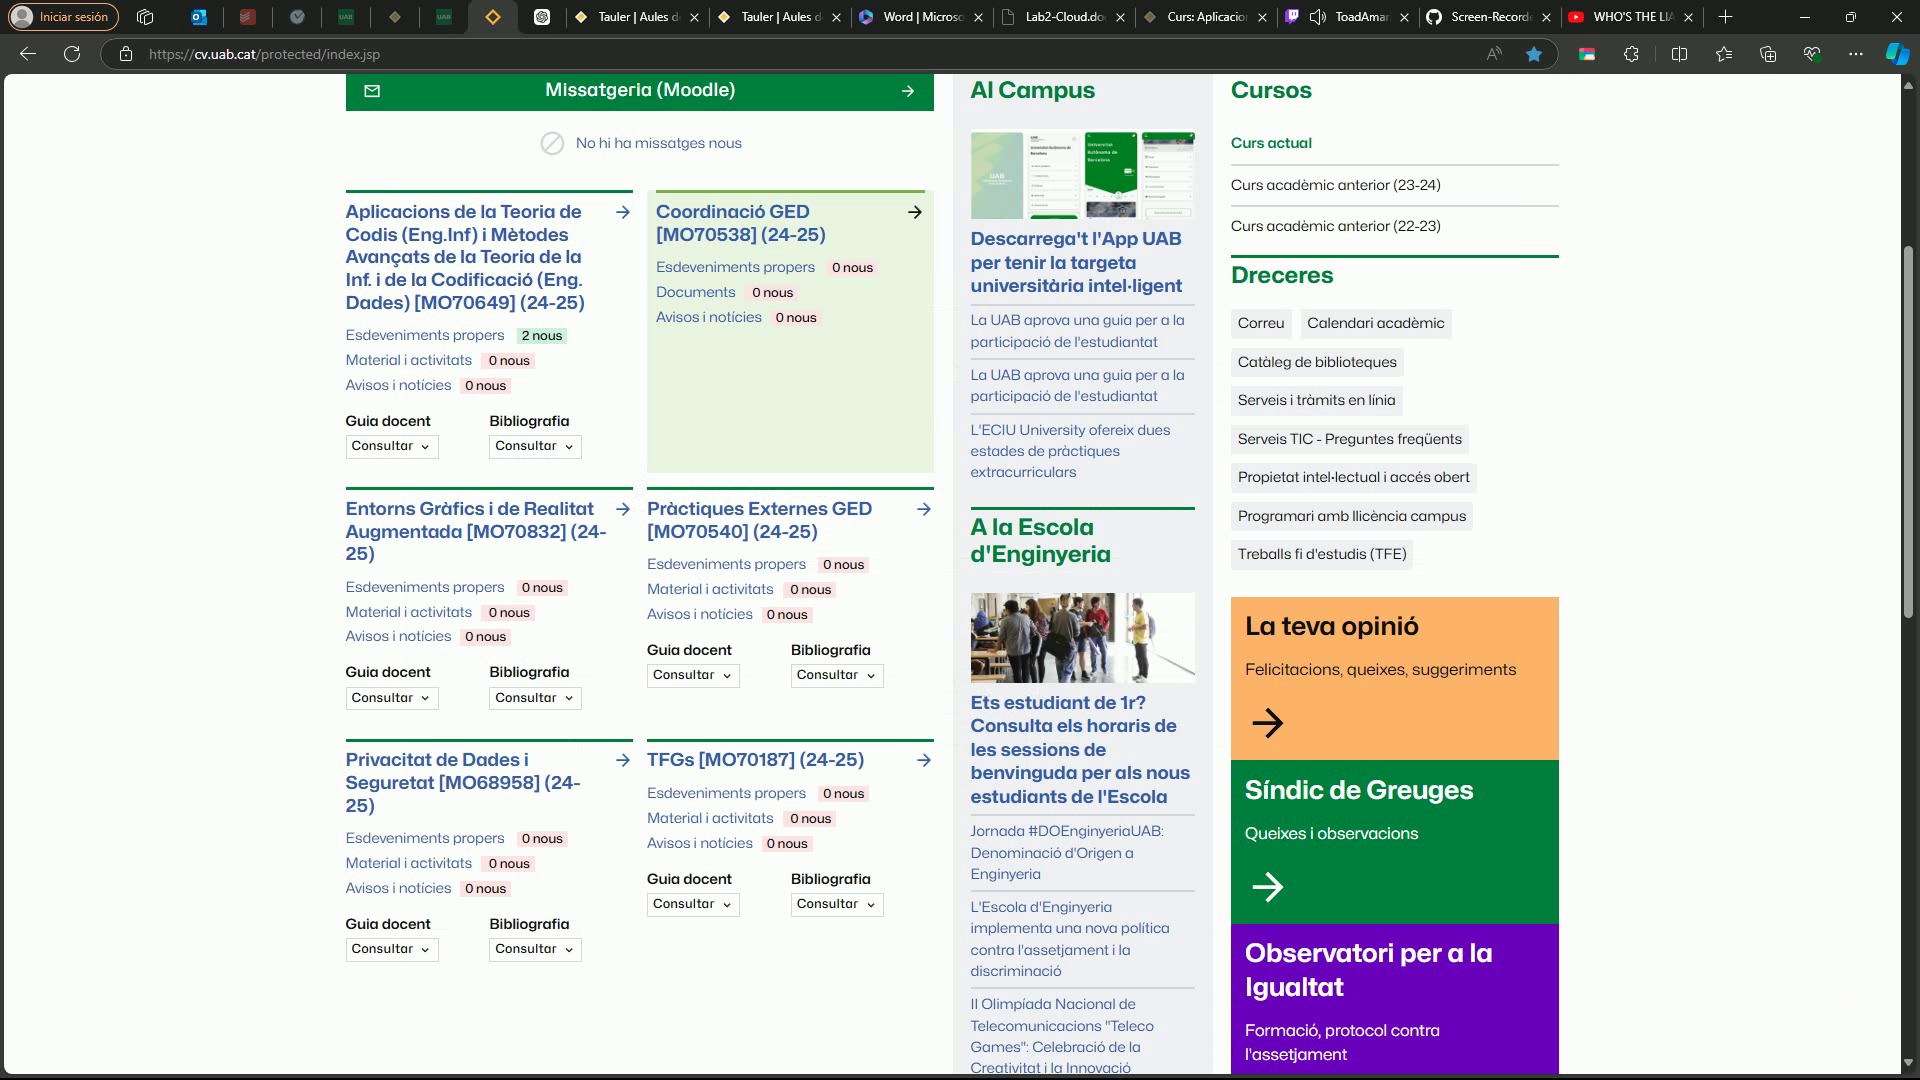 Iniciar sesión
Tauler | Aules d
Tauler | Aules d
Word | Microso
Lab2-Cloud.do
Curs: Aplicacio
ToadAmar
Screen-Recorde
WHO'S THE LIA
https://cv.uab.cat/protected/index.jsp
Missatgeria (Moodle)
No hi ha missatges nous
Aplicacions de la Teoria de
Codis (Eng.Inf) i Mètodes
Avançats de la Teoria de la
Inf. i de la Codificació (Eng.
Dades) [MO70649] (24-25)
Esdeveniments propers 2 nous
Material i activitats 0 nous
Avisos i notícies 0 nous
Guia docent Bibliografia
Consultar Consultar
Coordinació GED
[MO70538] (24-25)
Esdeveniments propers 0 nous
Documents 0 nous
Avisos i notícies 0 nous
Entorns Gràfics i de Realitat
Augmentada [MO70832] (24-
25)
Esdeveniments propers 0 nous
Material i activitats 0 nous
Avisos i notícies 0 nous
Guia docent Bibliografia
Consultar Consultar
Pràctiques Externes GED
[MO70540] (24-25)
Esdeveniments propers 0 nous
Material i activitats 0 nous
Avisos i notícies 0 nous
Guia docent Bibliografia
Consultar Consultar
Privacitat de Dades i
Seguretat [MO68958] (24-
25)
Esdeveniments propers 0 nous
Material i activitats 0 nous
Avisos i notícies 0 nous
Guia docent Bibliografia
Consultar Consultar
TFGs [MO70187] (24-25)
Esdeveniments propers 0 nous
Material i activitats 0 nous
Avisos i notícies 0 nous
Guia docent Bibliografia
Consultar Consultar
Al Campus
Descarrega't l'App UAB
per tenir la targeta
universitària intel·ligent
La UAB aprova una guia per a la
participació de l'estudiantat
La UAB aprova una guia per a la
participació de l'estudiantat
L'ECIU University ofereix dues
estades de pràctiques
extracurriculars
A la Escola
d'Enginyeria
Ets estudiant de 1r?
Consulta els horaris de
les sessions de
benvinguda per als nous
estudiants de l'Escola
Jornada #DOEnginyeriaUAB:
Denominació d'Origen a
Enginyeria
L'Escola d'Enginyeria
implementa una nova política
contra l'assetjament i la
discriminació
II Olimpíada Nacional de
Telecomunicacions "Teleco
Games": Celebració de la
Creativitat i la Innovació
Cursos
Curs actual
Curs acadèmic anterior (23-24)
Curs acadèmic anterior (22-23)
Dreceres
Correu Calendari acadèmic
Catàleg de biblioteques
Serveis i tràmits en línia
Serveis TIC - Preguntes freqüents
Propietat intel·lectual i accés obert
Programari amb llicència campus
Treballs fi d'estudis (TFE)
La teva opinió
Felicitacions, queixes, suggeriments
Síndic de Greuges
Queixes i observacions
Observatori per a la
Igualtat
Formació, protocol contra
l'assetjament